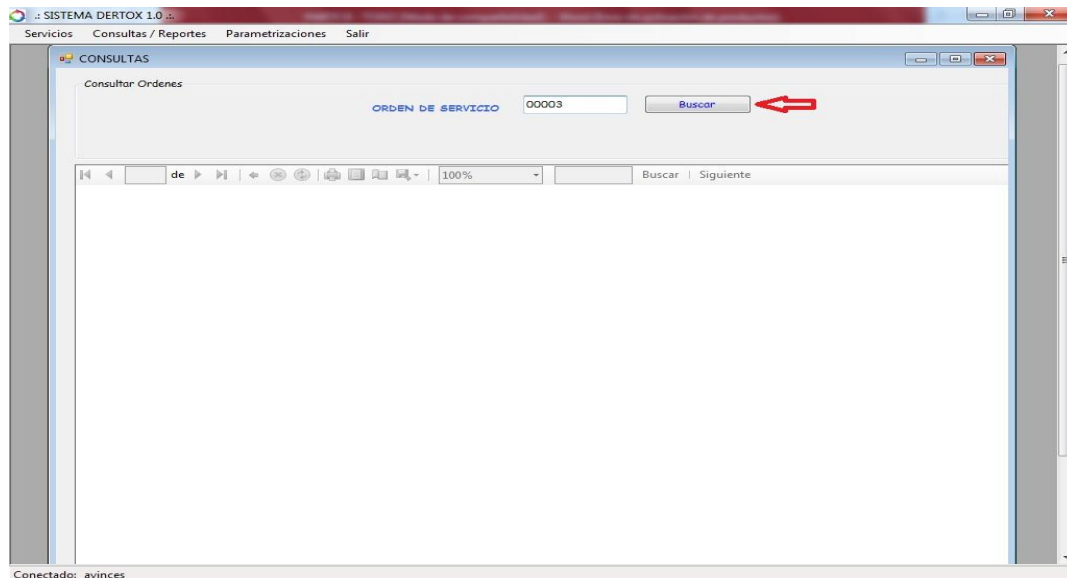 .: SISTEMA DERTOX 1.0 .:.
Servicios Consultas / Reportes Parametrizaciones Salir
CONSULTAS
Consultar Ordenes
ORDEN DE SERVICIO 00003 Buscar
de 100% Buscar Siguiente
Conectado: avinces